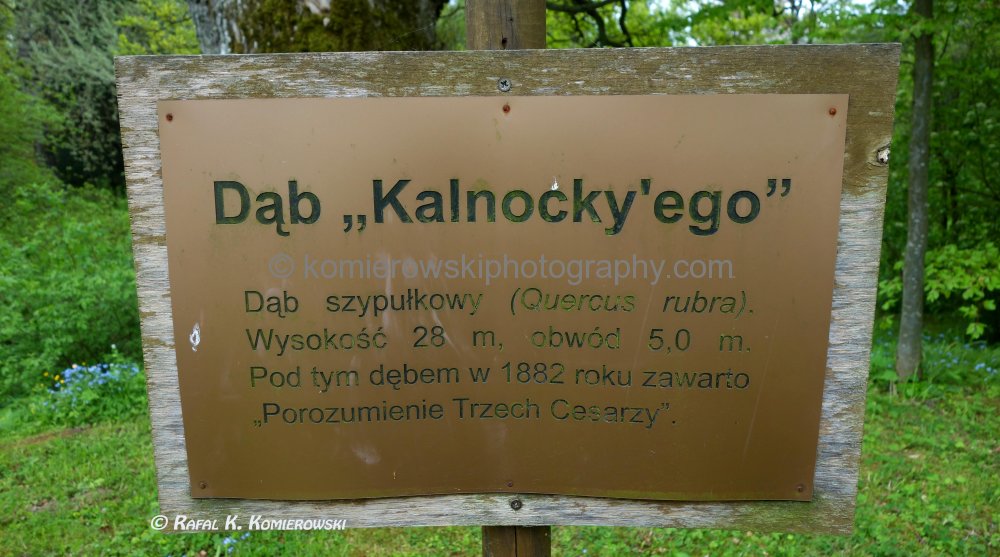 Dąb „Kalnocky'ego”
© komierowskiphotography.com
Dąb szypułkowy (Quercus rubra).
Wysokość 28 m, obwód 5,0 m.
Pod tym dębem w 1882 roku zawarto
„Porozumienie Trzech Cesarzy”.
© Rafał K. Komierowski